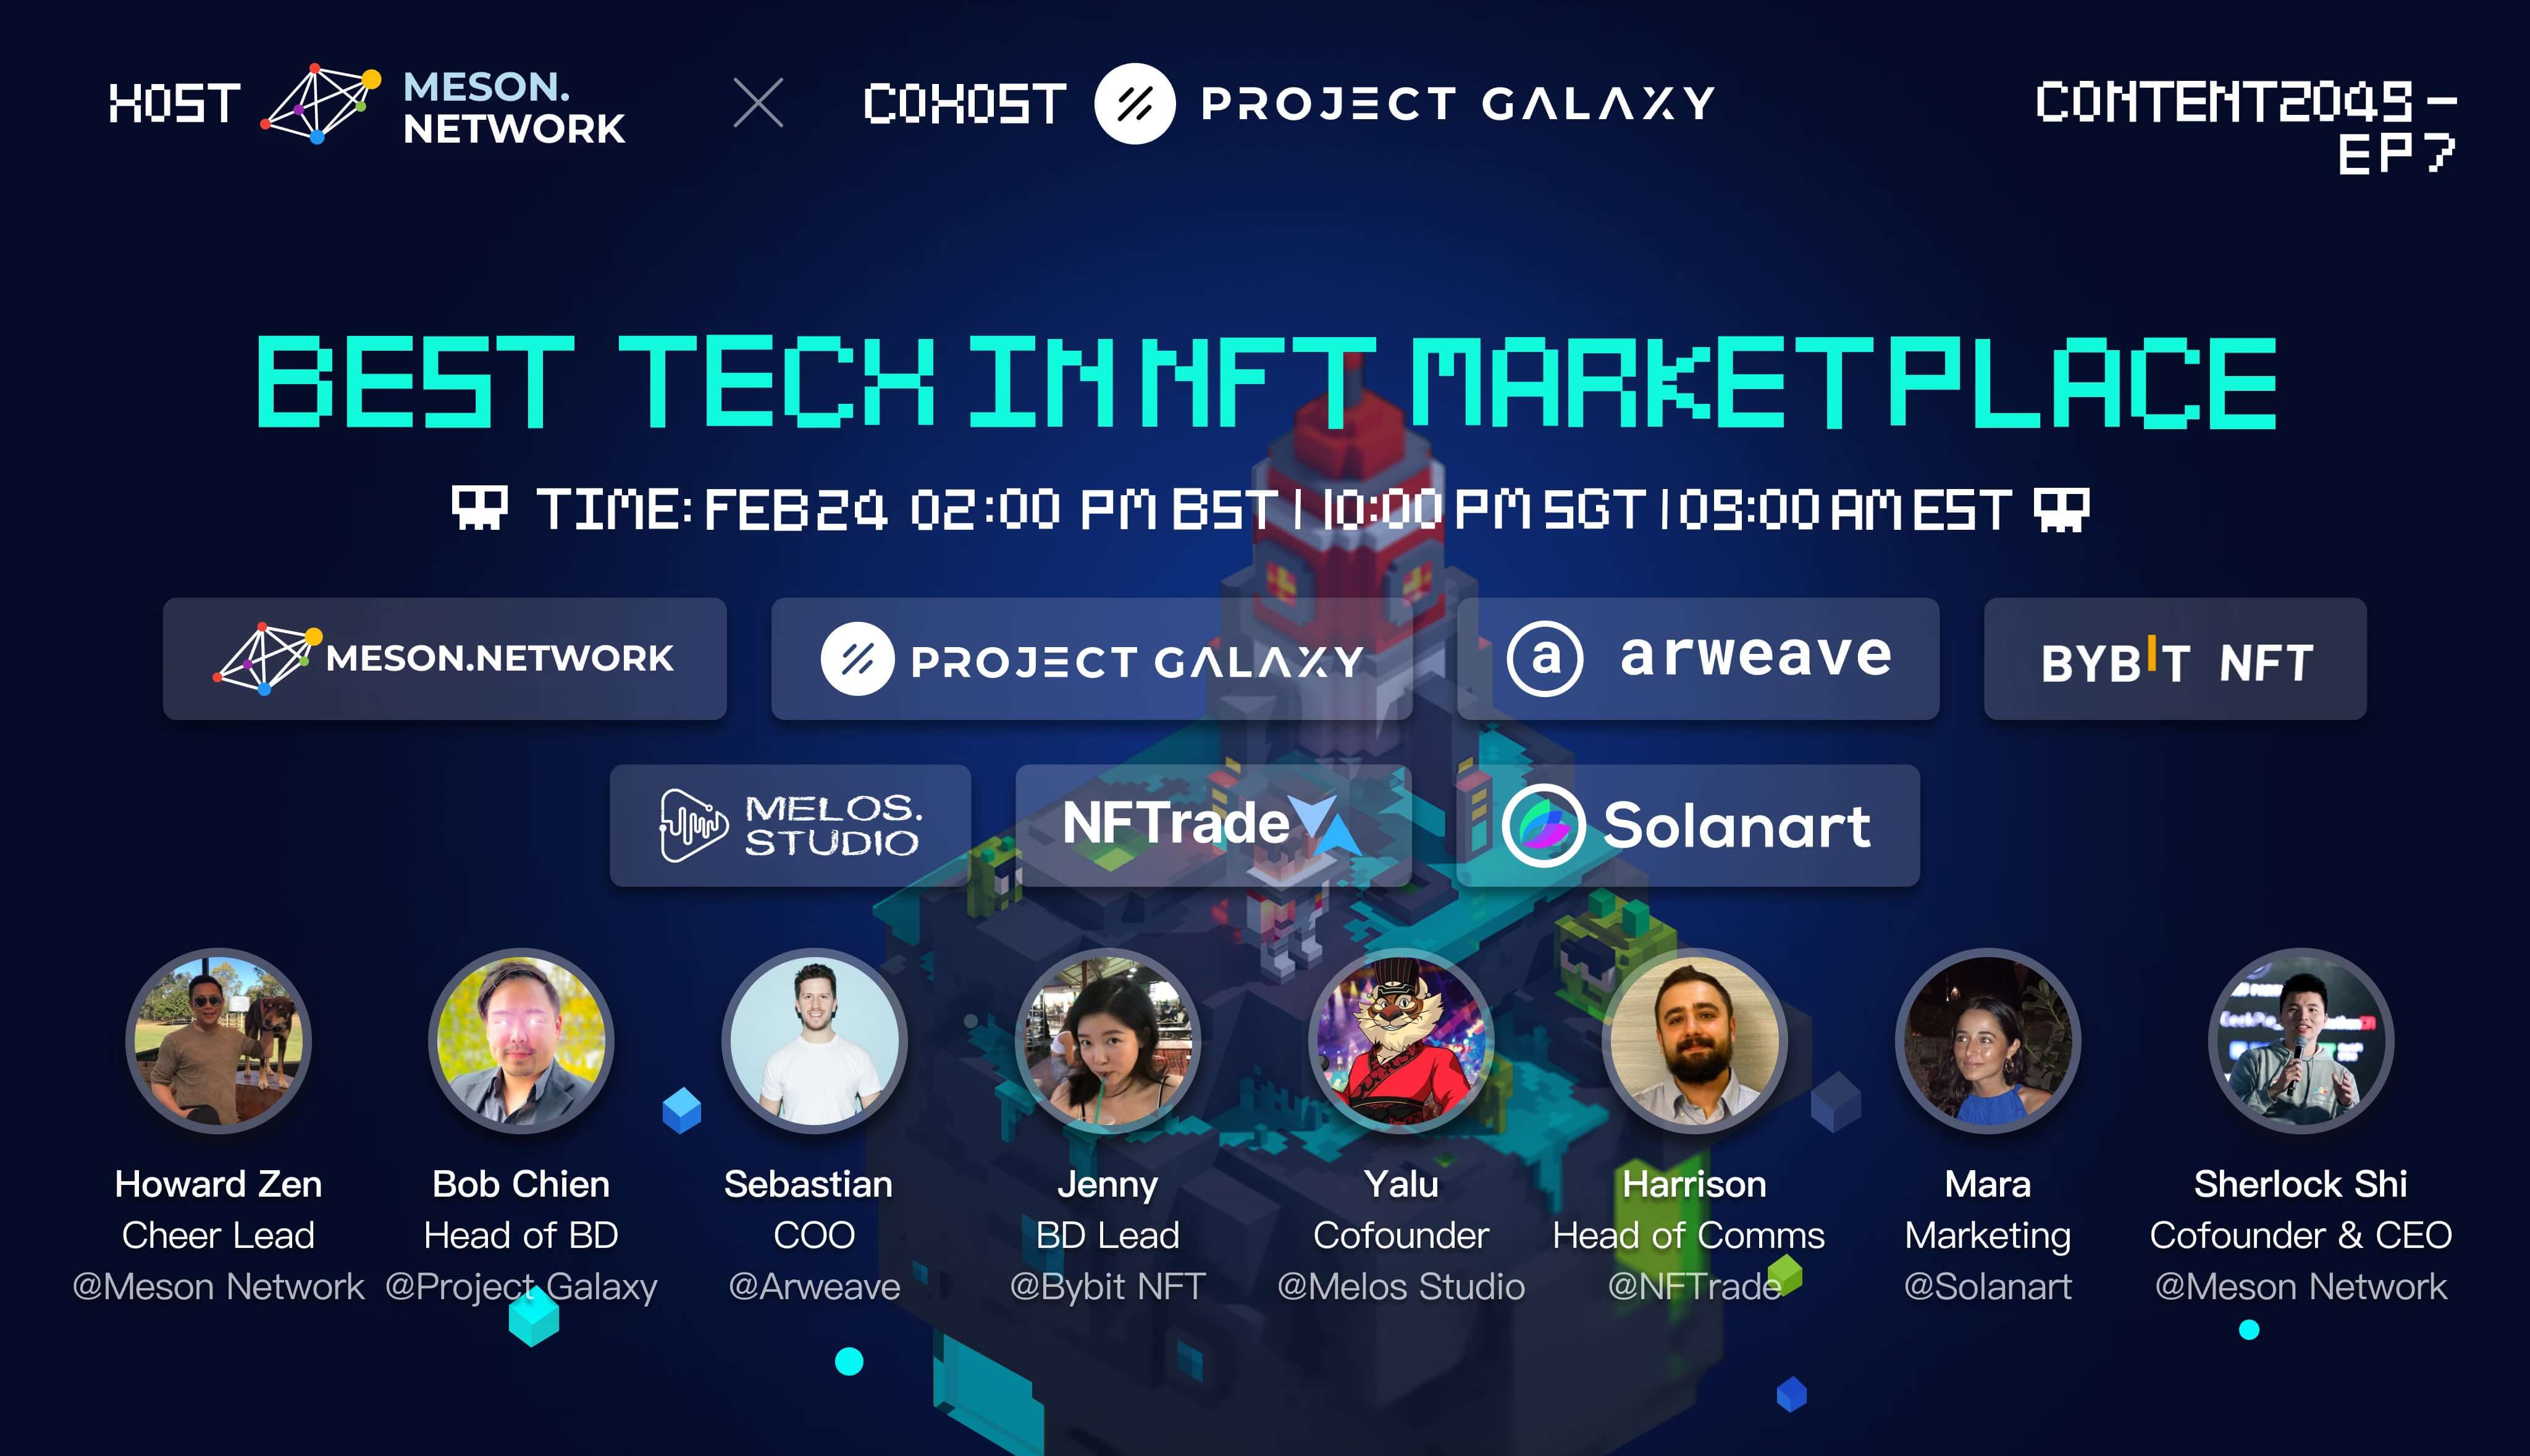 HOST MESON. NETWORK × COHOST PROJECT GALAXY
CONTENT2049-
EP7
BEST TECH IN NFT MARKETPLACE
TIME: FEB 24 02:00 PM BST | 10:00 PM SGT | 09:00 AM EST
MESON.NETWORK PROJECT GALAXY a arweave BYBIT NFT
MELOS. STUDIO NFTrade Solanart
Howard Zen Bob Chien Sebastian Jenny Yalu Harrison Mara Sherlock Shi
Cheer Lead Head of BD COO BD Lead Cofounder Head of Comms Marketing Cofounder & CEO
@Meson Network @Project Galaxy @Arweave @Bybit NFT @Melos Studio @NFTrade @Solanart @Meson Network